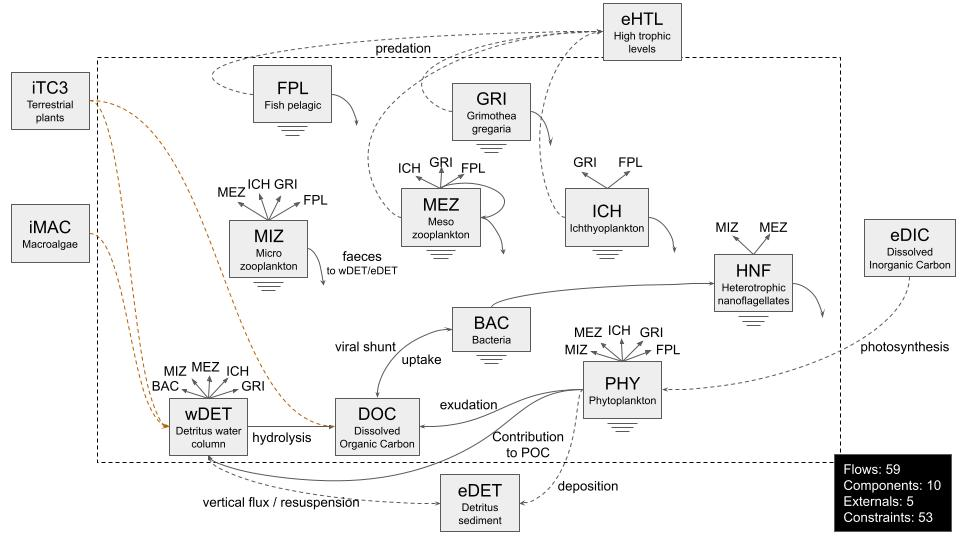 eHTL
High trophic
levels
predation
iTC3
Terrestrial
plants
FPL
Fish pelagic
GRI
Grimothea
gregaria
ICH
GRI
FPL
GRI
FPL
MEZ
ICH
GRI
FPL
MEZ
Meso
zooplankton
ICH
Ichthyoplankton
iMAC
Macroalgae
MIZ
Micro
zooplankton
faeces
to wDET/eDET
MIZ
MEZ
eDIC
Dissolved
Inorganic Carbon
HNF
Heterotrophic
nanoflagellates
BAC
Bacteria
viral shunt
uptake
MIZ
MEZ
ICH
GRI
FPL
photosynthesis
PHY
Phytoplankton
BAC
MIZ
MEZ
ICH
GRI
wDET
Detritus water
column
hydrolysis
DOC
Dissolved
Organic Carbon
exudation
Contribution
to POC
vertical flux / resuspension
eDET
Detritus
sediment
deposition
Flows: 59
Components: 10
Externals: 5
Constraints: 53